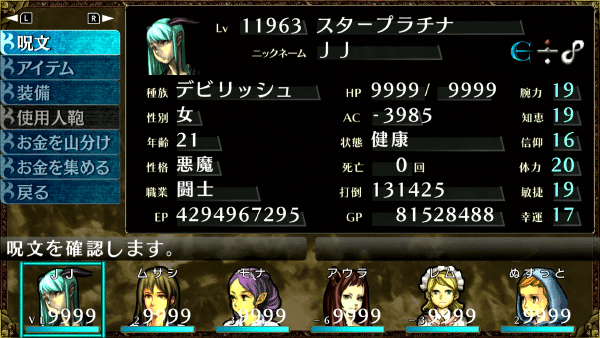 L R
Lv 11963 スタープラチナ
ニックネーム JJ
呪文
アイテム
装備
使用人鞄
お金を山分け
お金を集める
戻る
種族 デビリッシュ HP 9999/ 9999 腕力 19
性別 女 AC -3985 知恵 19
年齢 21 状態 健康 信仰 16
性格 悪魔 死亡 0 回 体力 20
職業 闘士 打倒 131425 敏捷 19
EP 4294967295 GP 81528488 幸運 17
呪文を確認します。
JJ ムサシ モナ アウラ レム ぬすっと
9999 9999 9999 9999 9999 9999